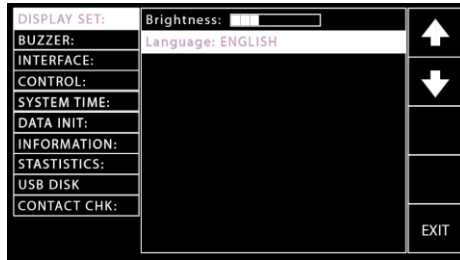 DISPLAY SET:
BUZZER:
INTERFACE:
CONTROL:
SYSTEM TIME:
DATA INIT:
INFORMATION:
STASTISTICS:
USB DISK
CONTACT CHK:
Brightness:
Language: ENGLISH
EXIT